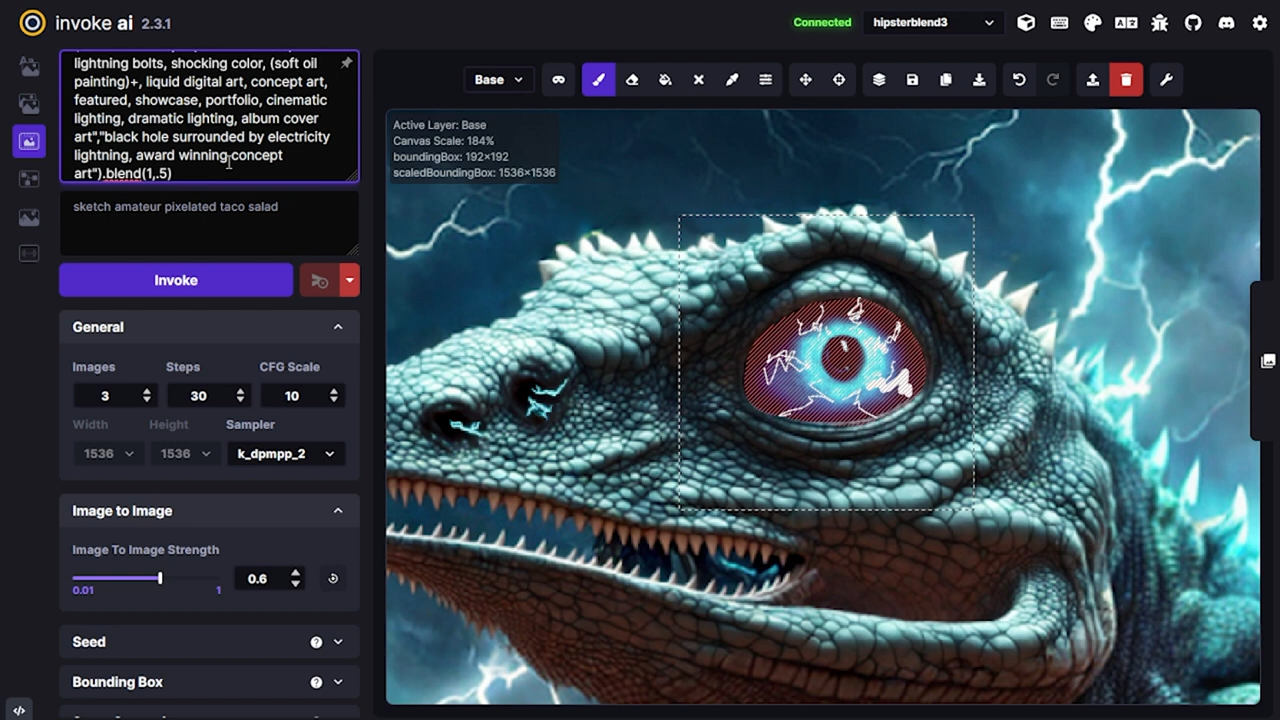 invoke ai 2.3.1
Connected
hipsterblend3
lightning bolts, shocking color, (soft oil
painting)+, liquid digital art, concept art,
featured, showcase, portfolio, cinematic
lighting, dramatic lighting, album cover
art","black hole surrounded by electricity
lightning, award winning concept
art").blend(1,.5)
sketch amateur pixelated taco salad
Invoke
General
Images
Steps
CFG Scale
3
30
10
Width
Height
Sampler
1536
1536
k_dpmpp_2
Image to Image
Image To Image Strength
0.6
0.01
1
Seed
Bounding Box
Base
Active Layer: Base
Canvas Scale: 184%
boundingBox: 192×192
scaledBoundingBox: 1536×1536